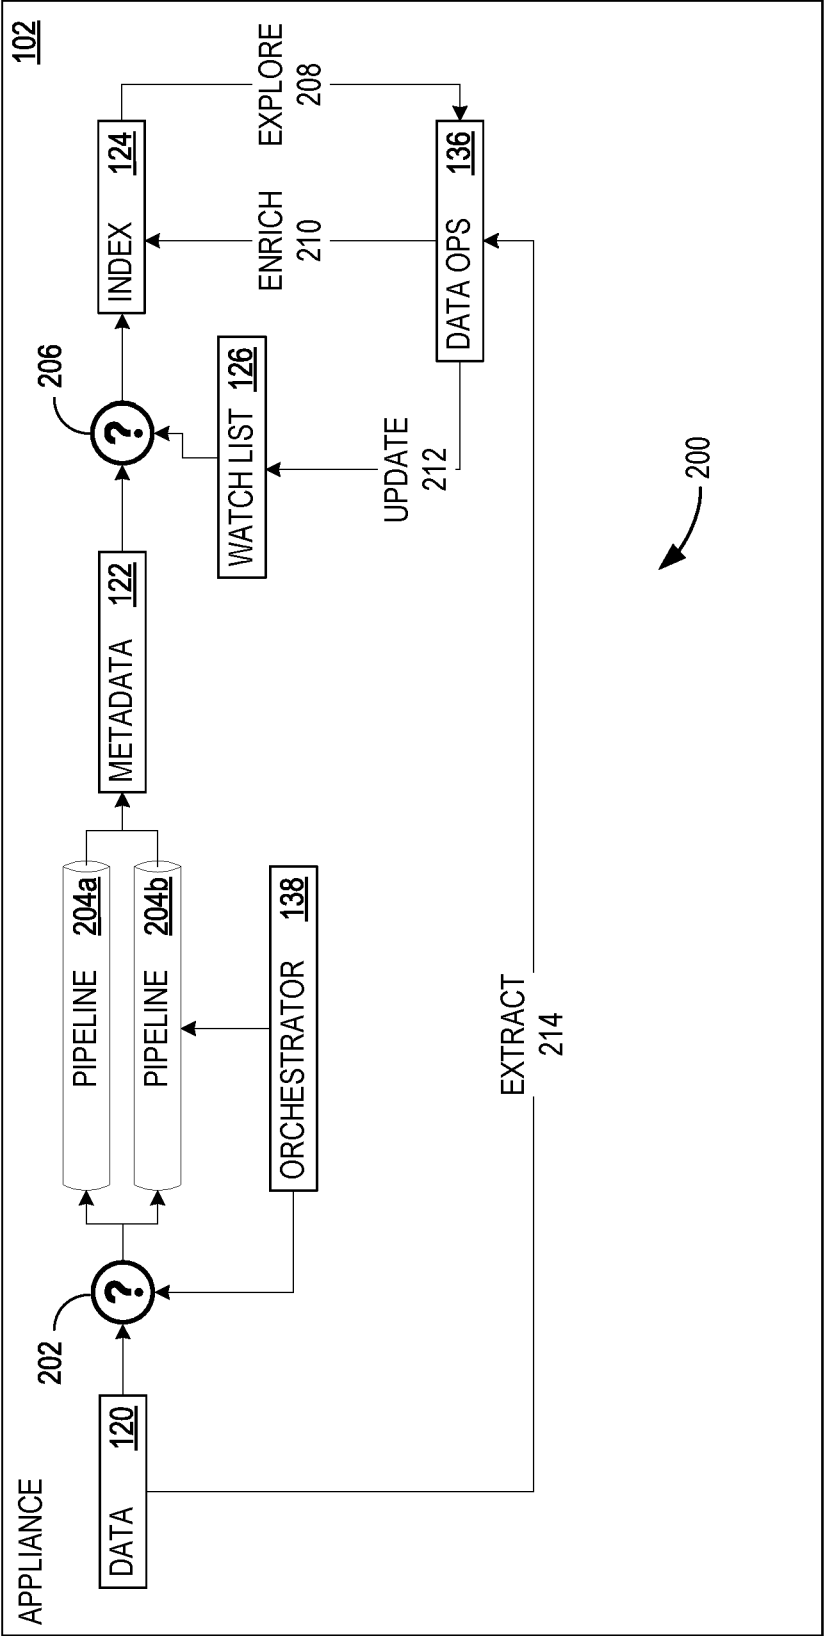 APPLIANCE
102
202
206
DATA 120
?
PIPELINE 204a
PIPELINE 204b
METADATA 122
?
INDEX 124
ORCHESTRATOR 138
WATCH LIST 126
ENRICH
210
EXPLORE
208
UPDATE
212
DATA OPS 136
EXTRACT
214
200